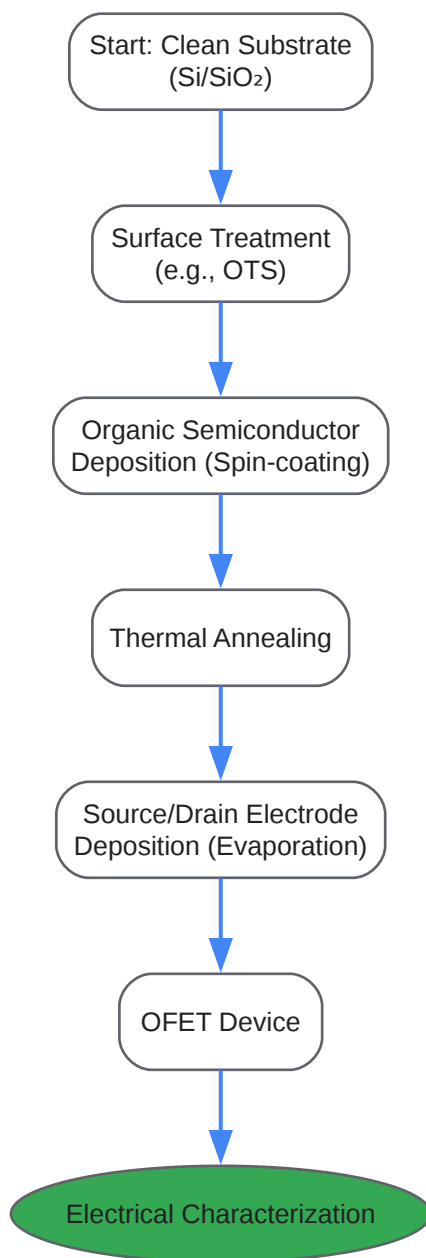 Start: Clean Substrate
(Si/SiO₂)
Surface Treatment
(e.g., OTS)
Organic Semiconductor
Deposition (Spin-coating)
Thermal Annealing
Source/Drain Electrode
Deposition (Evaporation)
OFET Device
Electrical Characterization